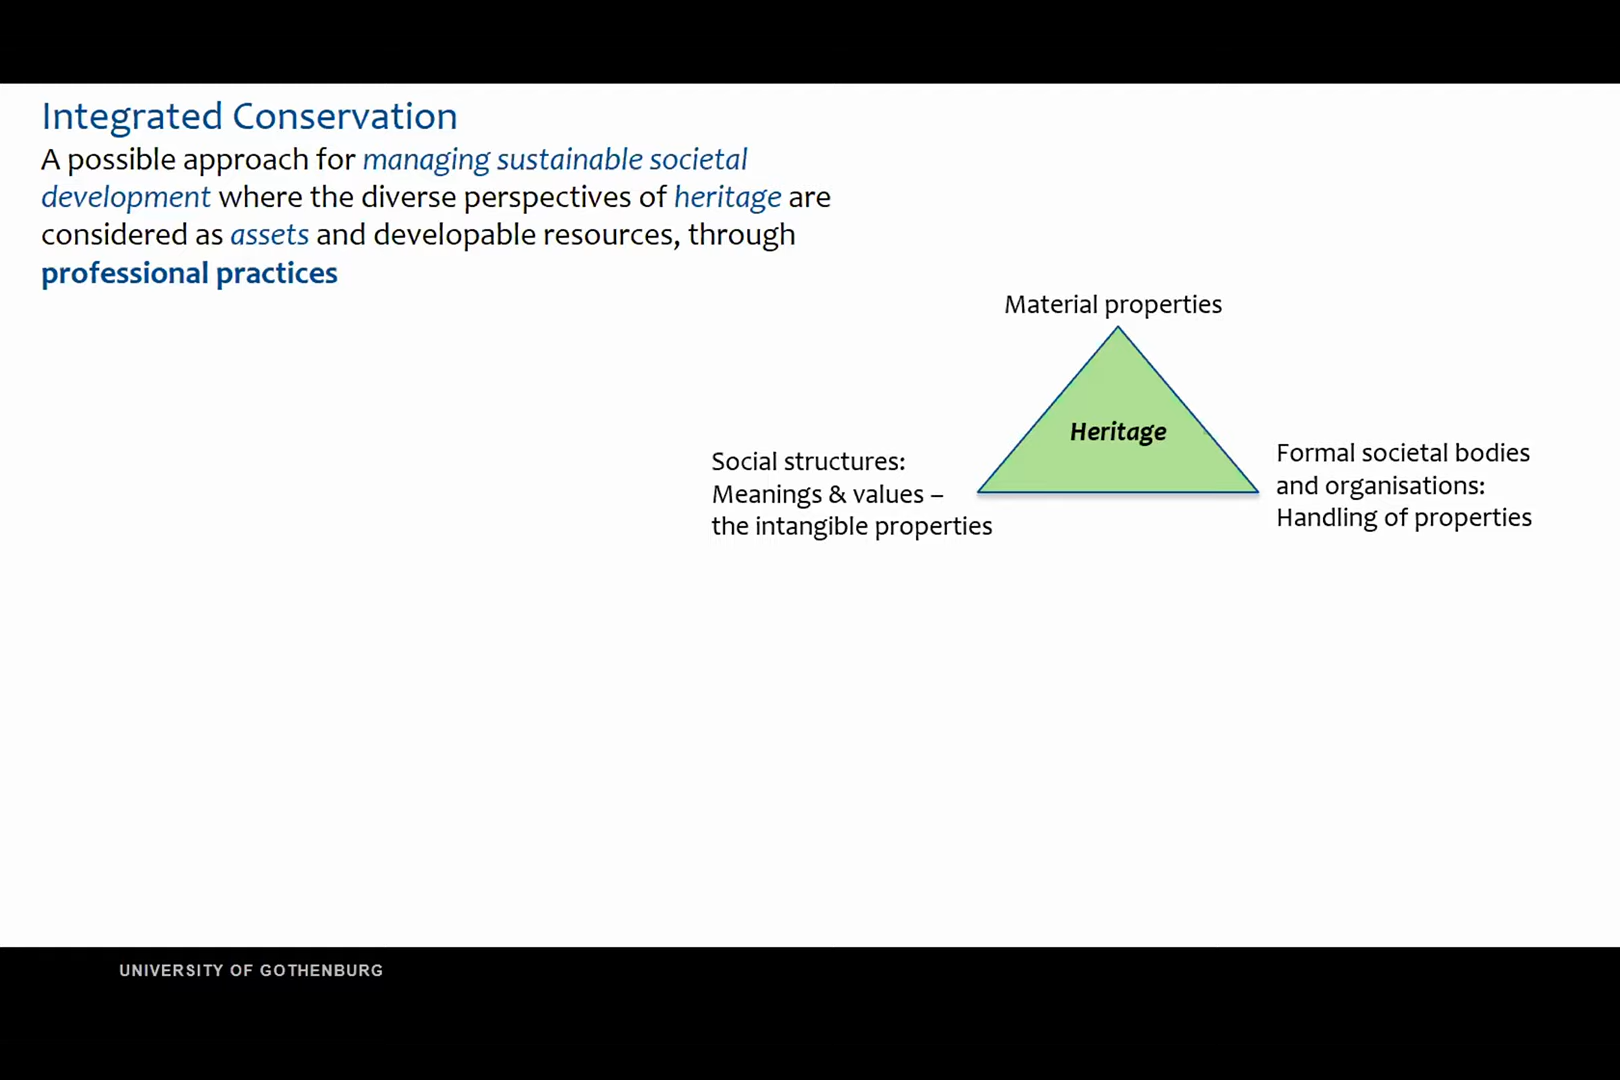 Integrated Conservation
A possible approach for managing sustainable societal
development where the diverse perspectives of heritage are
considered as assets and developable resources, through
professional practices
Material properties
Heritage
Social structures:
Meanings & values –
the intangible properties
Formal societal bodies
and organisations:
Handling of properties
UNIVERSITY OF GOTHENBURG